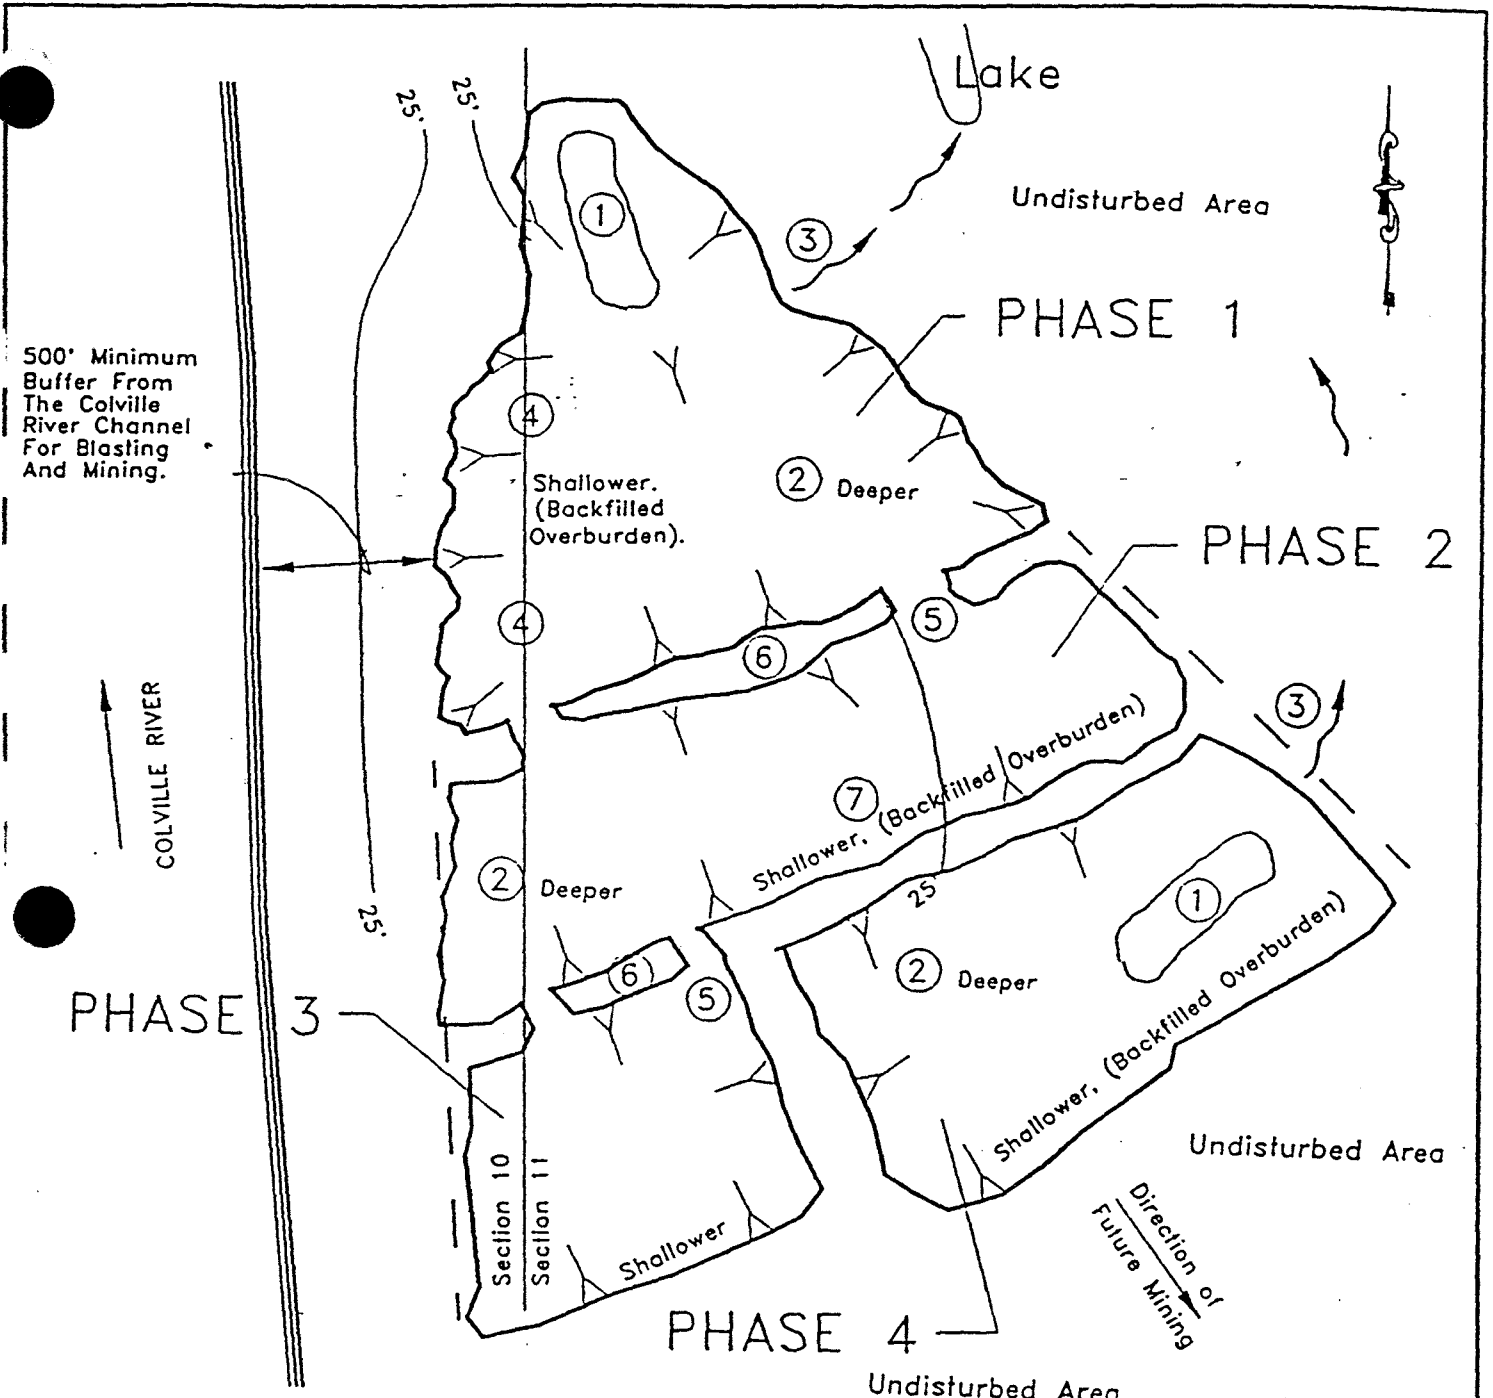 Lake
25'
25'
1
3
Undisturbed Area
PHASE 1
500' Minimum
Buffer From
The Colville
River Channel
For Blasting
And Mining.
4
2 Deeper
Shallower.
(Backfilled
Overburden).
PHASE 2
4
5
6
3
COLVILLE RIVER
7
Shallower, (Backfilled Overburden)
2 Deeper
25'
25'
1
6
5
2 Deeper
PHASE 3
Shallower, (Backfilled Overburden)
Section 10
Section 11
Shallower
Undisturbed Area
Direction of
Future Mining
PHASE 4
Undisturbed Area